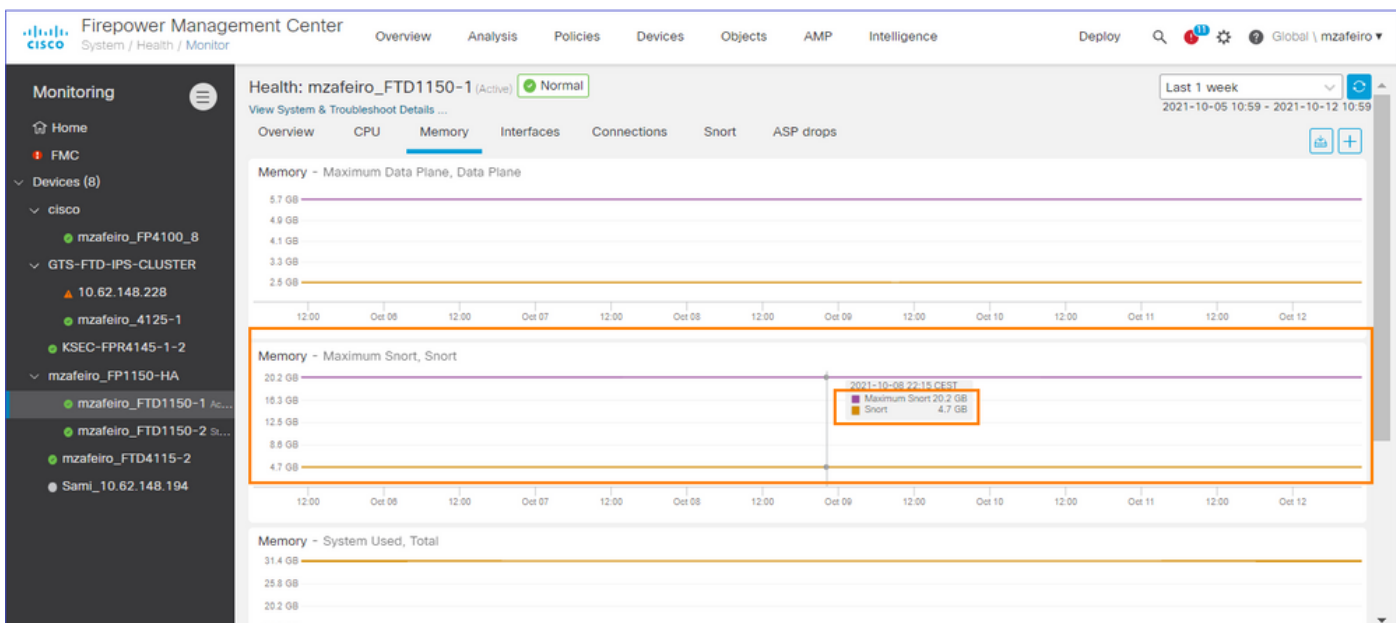 cisco
Firepower Management Center
System / Health / Monitor
Overview Analysis Policies Devices Objects AMP Intelligence Deploy 11 Global \ mzafeiro
Monitoring
Home
FMC
Devices (8)
cisco
mzafeiro_FP4100_8
GTS-FTD-IPS-CLUSTER
10.62.148.228
mzafeiro_4125-1
KSEC-FPR4145-1-2
mzafeiro_FP1150-HA
mzafeiro_FTD1150-1 Ac...
mzafeiro_FTD1150-2 St...
mzafeiro_FTD4115-2
Sami_10.62.148.194
Health: mzafeiro_FTD1150-1 (Active) Normal
View System & Troubleshoot Details ...
Last 1 week
2021-10-05 10:59 - 2021-10-12 10:59
Overview CPU Memory Interfaces Connections Snort ASP drops
Memory - Maximum Data Plane, Data Plane
5.7 GB
4.9 GB
4.1 GB
3.3 GB
2.5 GB
12:00 Oct 06 12:00 Oct 07 12:00 Oct 08 12:00 Oct 09 12:00 Oct 10 12:00 Oct 11 12:00 Oct 12
Memory - Maximum Snort, Snort
20.2 GB
16.3 GB
12.5 GB
8.6 GB
4.7 GB
2021-10-08 22:15 CEST
Maximum Snort 20.2 GB
Snort 4.7 GB
12:00 Oct 06 12:00 Oct 07 12:00 Oct 08 12:00 Oct 09 12:00 Oct 10 12:00 Oct 11 12:00 Oct 12
Memory - System Used, Total
31.4 GB
25.8 GB
20.2 GB